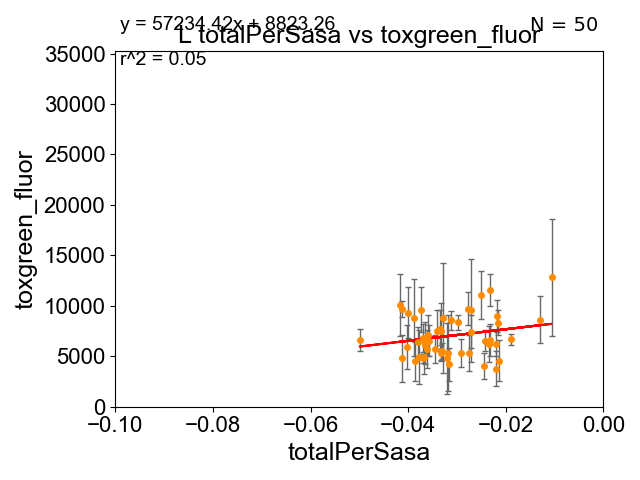 y = 57234.42x + 8823.26
N = 50
L totalPerSasa vs toxgreen_fluor
r^2 = 0.05
35000
30000
25000
20000
15000
10000
5000
0
toxgreen_fluor
−0.10 −0.08 −0.06 −0.04 −0.02 0.00
totalPerSasa